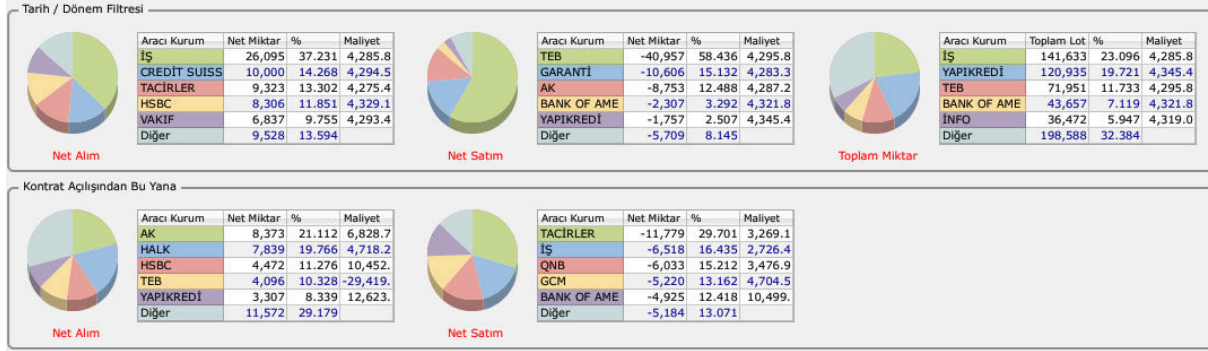 Tarih / Dönem Filtresi
Aracı Kurum Net Miktar % Maliyet
İŞ 26,095 37.231 4,285.8
CREDİT SUISS 10,000 14.268 4,294.5
TACİRLER 9,323 13.302 4,275.4
HSBC 8,306 11.851 4,329.1
VAKIF 6,837 9.755 4,293.4
Diğer 9,528 13.594
Net Alım
Aracı Kurum Net Miktar % Maliyet
TEB -40,957 58.436 4,295.8
GARANTİ -10,606 15.132 4,283.3
AK -8,753 12.488 4,287.2
BANK OF AME -2,307 3.292 4,321.8
YAPIKREDİ -1,757 2.507 4,345.4
Diğer -5,709 8.145
Net Satım
Aracı Kurum Toplam Lot % Maliyet
İŞ 141,633 23.096 4,285.8
YAPIKREDİ 120,935 19.721 4,345.4
TEB 71,951 11.733 4,295.8
BANK OF AME 43,657 7.119 4,321.8
İNFO 36,472 5.947 4,319.0
Diğer 198,588 32.384
Toplam Miktar
Kontrat Açılışından Bu Yana
Aracı Kurum Net Miktar % Maliyet
AK 8,373 21.112 6,828.7
HALK 7,839 19.766 4,718.2
HSBC 4,472 11.276 10,452.
TEB 4,096 10.328 -29,419.
YAPIKREDİ 3,307 8.339 12,623.
Diğer 11,572 29.179
Net Alım
Aracı Kurum Net Miktar % Maliyet
TACİRLER -11,779 29.701 3,269.1
İŞ -6,518 16.435 2,726.4
QNB -6,033 15.212 3,476.9
GCM -5,220 13.162 4,704.5
BANK OF AME -4,925 12.418 10,499.
Diğer -5,184 13.071
Net Satım